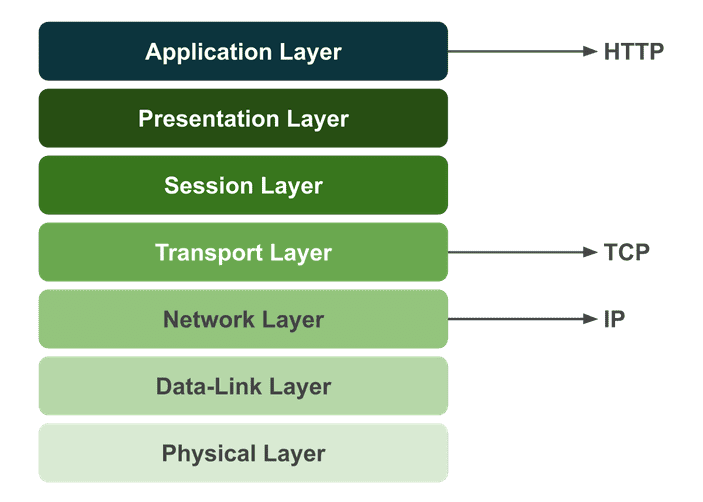 Application Layer
HTTP
Presentation Layer
Session Layer
Transport Layer
TCP
Network Layer
IP
Data-Link Layer
Physical Layer